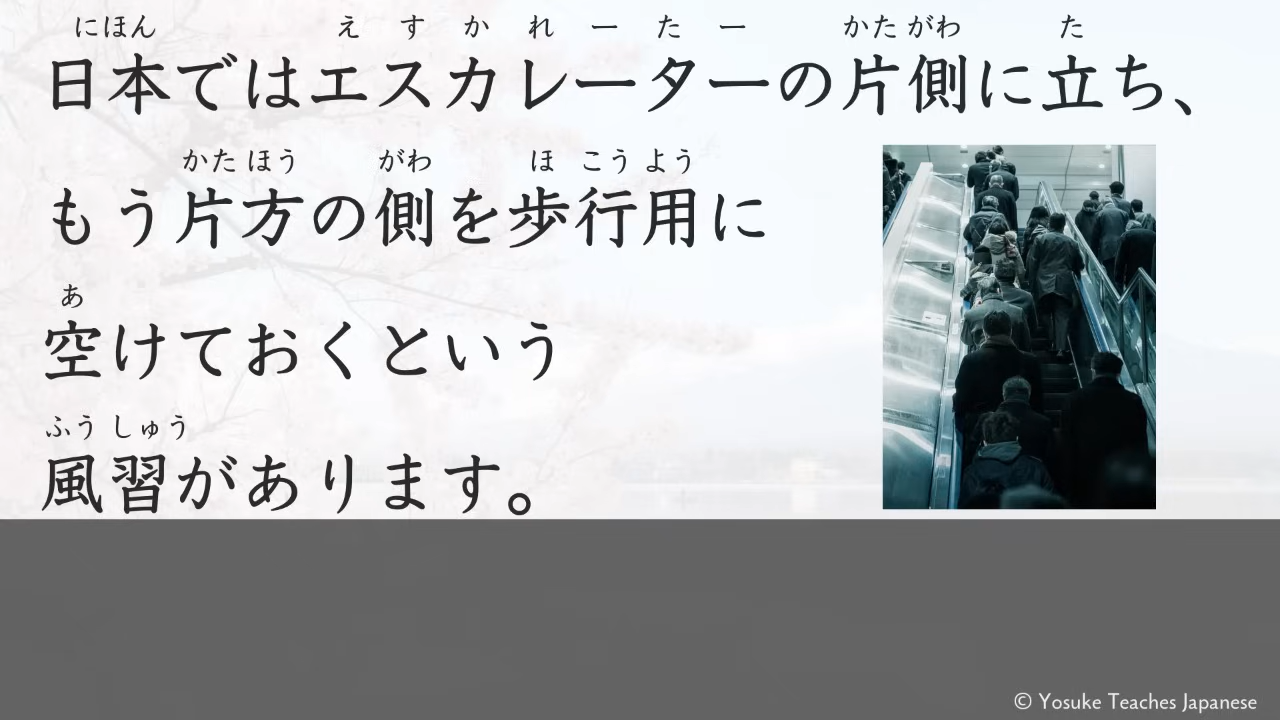 にほん えすかれーたー かた がわ た
日本ではエスカレーターの片側に立ち、
かた ほう がわ ほ こう よう
もう片方の側を歩行用に
あ
空けておくという
ふう しゅう
風習があります。
© Yosuke Teaches Japanese